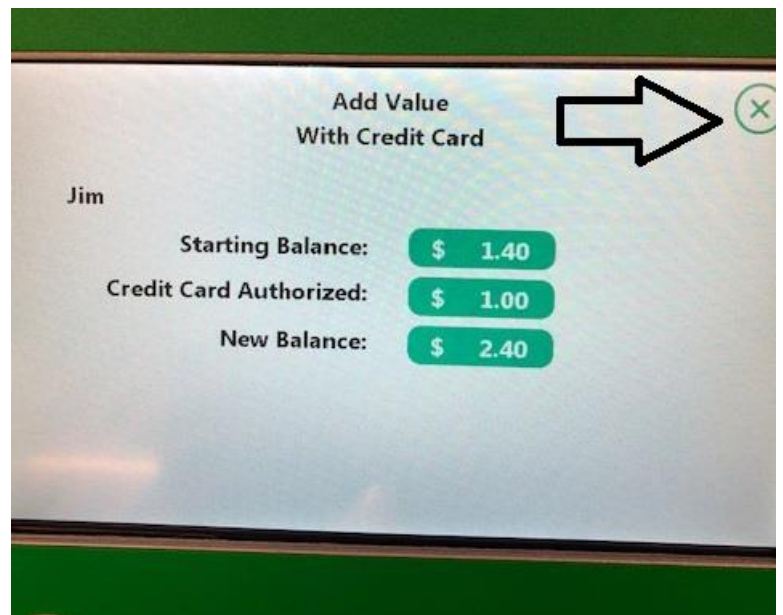 Add Value
With Credit Card
Jim
Starting Balance: $ 1.40
Credit Card Authorized: $ 1.00
New Balance: $ 2.40